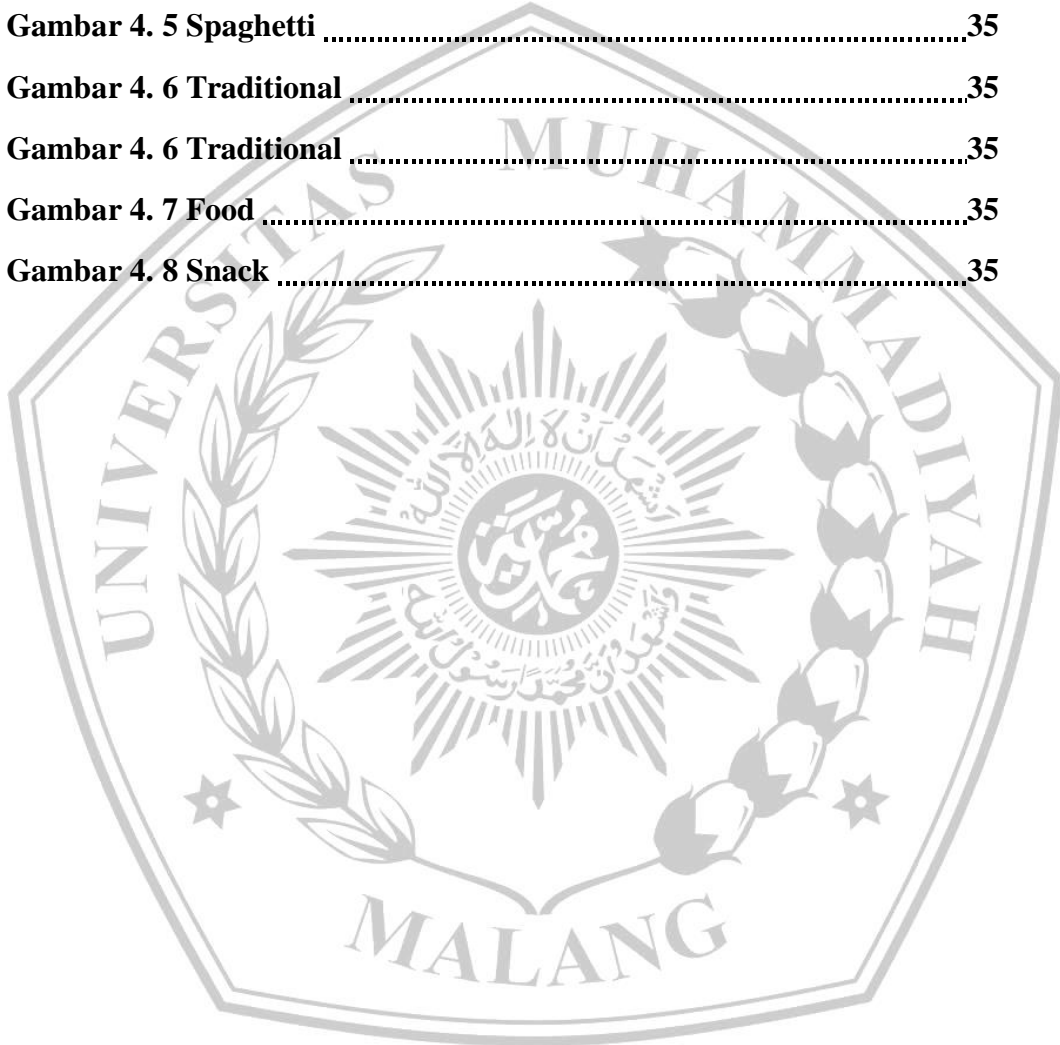 Gambar 4. 5 Spaghetti ........ 35
Gambar 4. 6 Traditional ........ 35
Gambar 4. 6 Traditional ........ 35
Gambar 4. 7 Food ........ 35
Gambar 4. 8 Snack ........ 35
UNIVERSITAS MUHAMMADIYAH
MALANG